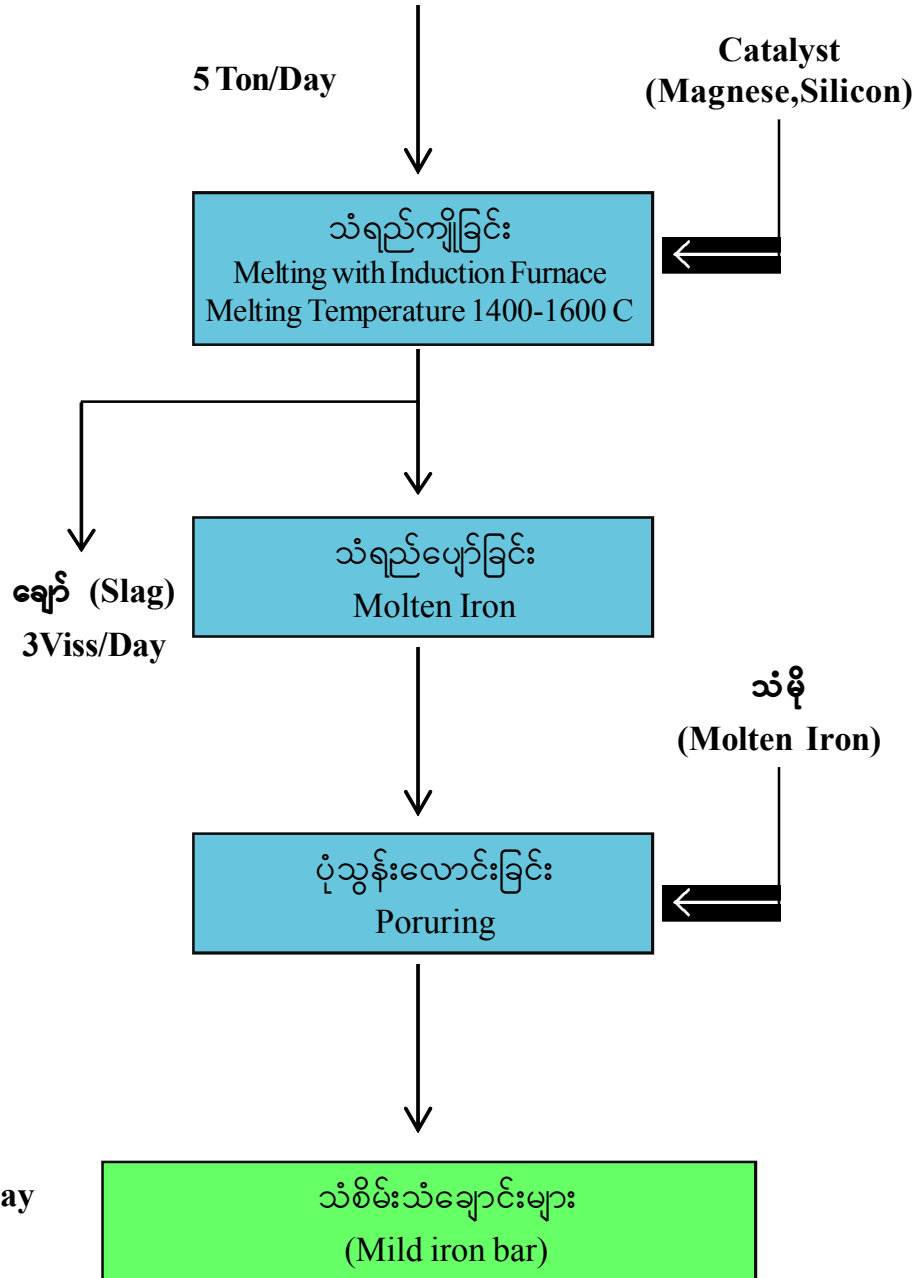 5 Ton/Day
Catalyst
(Magnese,Silicon)
သံရည်ကျိုခြင်း
Melting with Induction Furnace
Melting Temperature 1400-1600 C
ချော် (Slag)
3Viss/Day
သံရည်ပျော်ခြင်း
Molten Iron
သံမို
(Molten Iron)
ပုံသွန်းလောင်းခြင်း
Poruring
ay
သံစိမ်းသံချောင်းများ
(Mild iron bar)